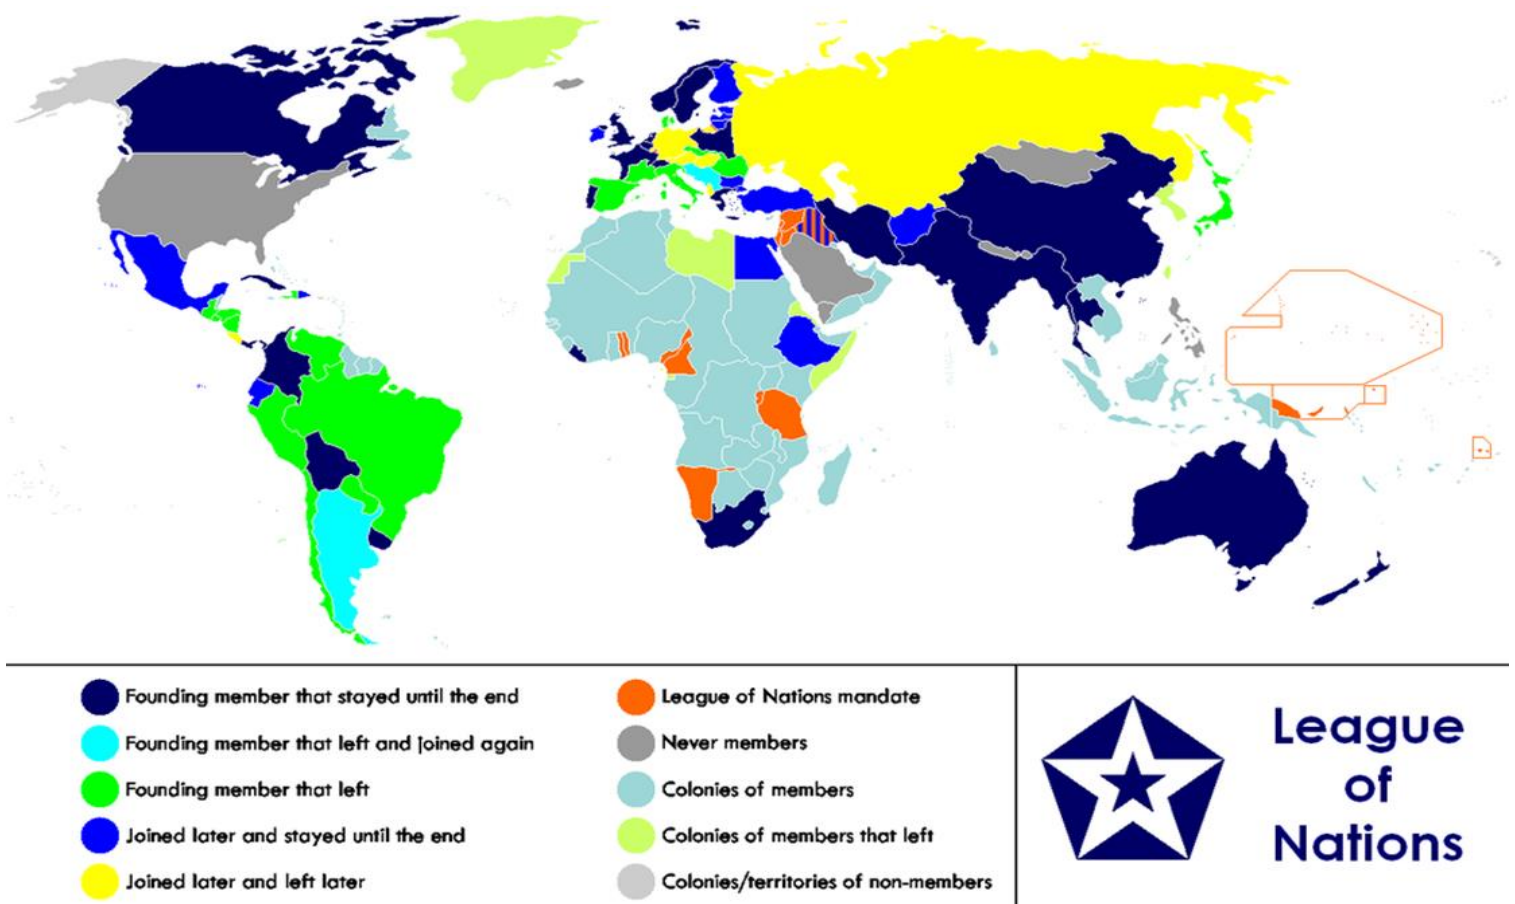 Founding member that stayed until the end
Founding member that left and joined again
Founding member that left
Joined later and stayed until the end
Joined later and left later
League of Nations mandate
Never members
Colonies of members
Colonies of members that left
Colonies/territories of non-members
League
of
Nations